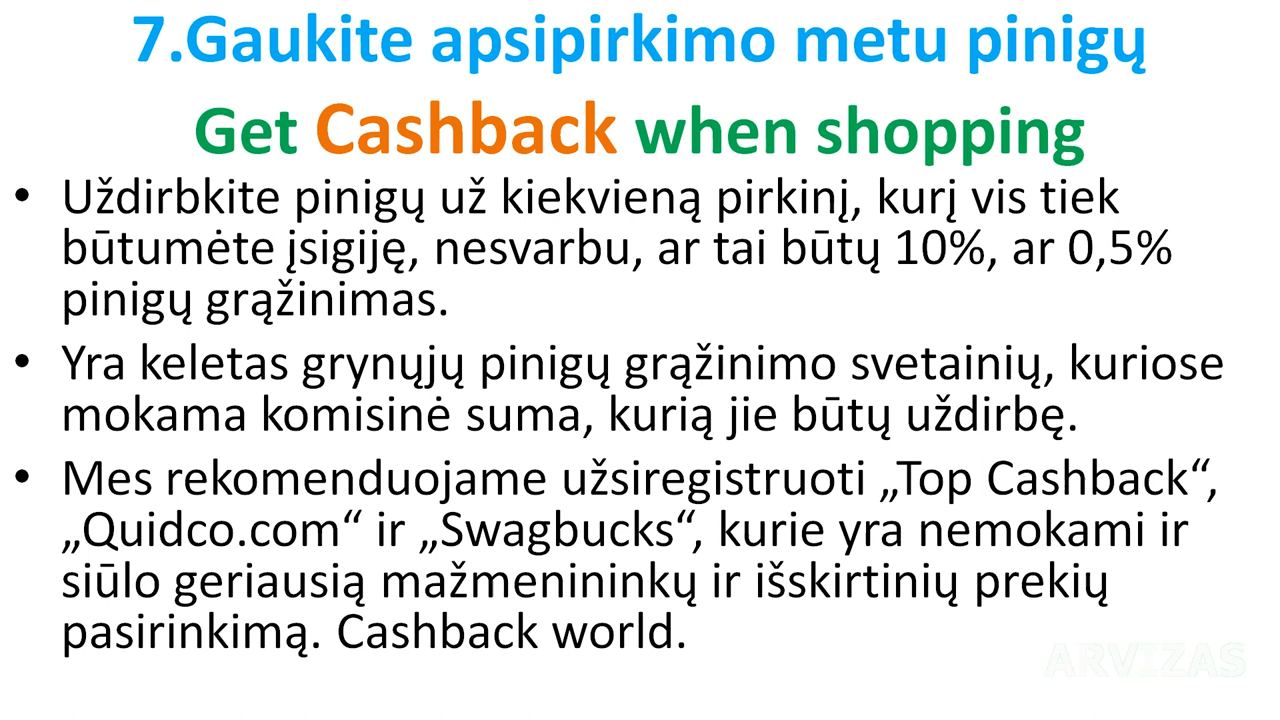 7.Gaukite apsipirkimo metu pinigų
Get Cashback when shopping
• Uždirbkite pinigų už kiekvieną pirkinį, kurį vis tiek
būtumėte įsigiję, nesvarbu, ar tai būtų 10%, ar 0,5%
pinigų grąžinimas.
• Yra keletas grynųjų pinigų grąžinimo svetainių, kuriose
mokama komisinė suma, kurią jie būtų uždirbę.
• Mes rekomenduojame užsiregistruoti „Top Cashback“,
„Quidco.com“ ir „Swagbucks“, kurie yra nemokami ir
siūlo geriausią mažmenininkų ir išskirtinių prekių
pasirinkimą. Cashback world.
ARVIZAS